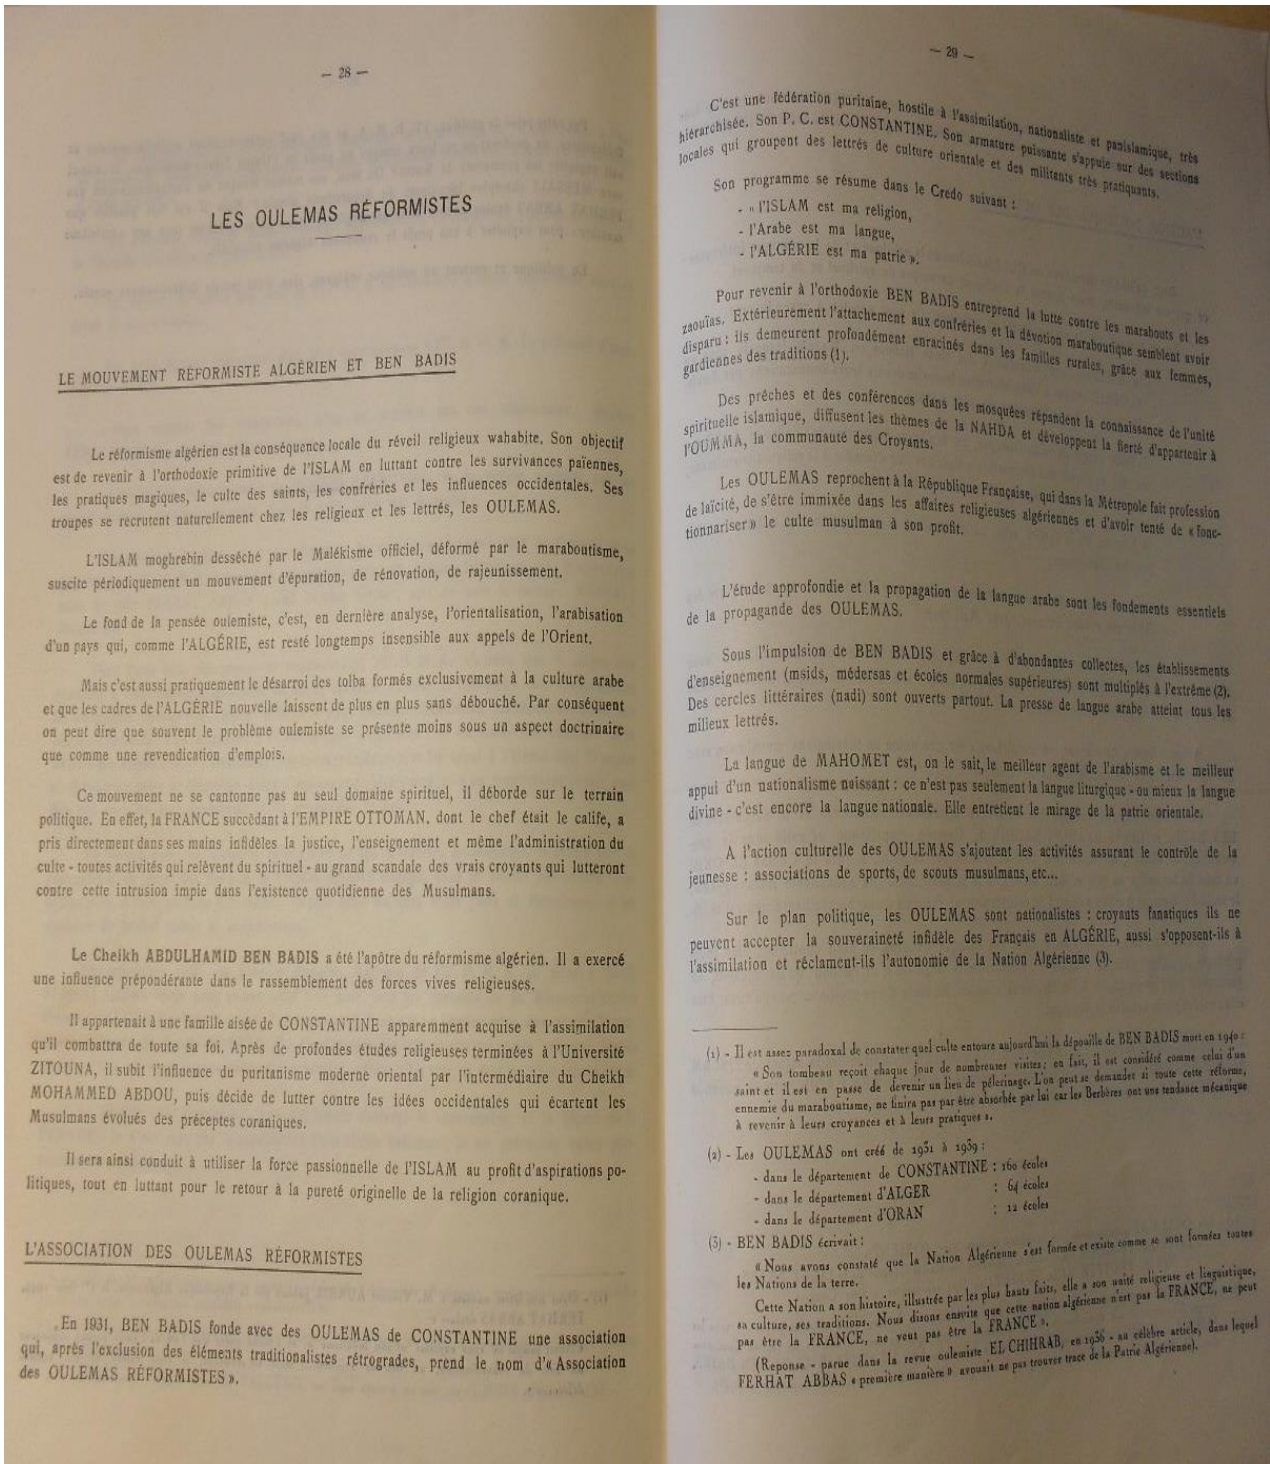 — 28 —
LES OULEMAS RÉFORMISTES
LE MOUVEMENT RÉFORMISTE ALGÉRIEN ET BEN BADIS
Le réformisme algérien est la conséquence locale du réveil religieux wahabite. Son objectif
est de revenir à l'orthodoxie primitive de l'ISLAM en luttant contre les survivances païennes,
les pratiques magiques, le culte des saints, les confréries et les influences occidentales. Ses
troupes se recrutent naturellement chez les religieux et les lettrés, les OULEMAS.
L'ISLAM moghrebin desséché par le Malékisme officiel, déformé par le maraboutisme,
suscite périodiquement un mouvement d'épuration, de rénovation, de rajeunissement.
Le fond de la pensée oulemiste, c'est, en dernière analyse, l'orientalisation, l'arabisation
d'un pays qui, comme l'ALGÉRIE, est resté longtemps insensible aux appels de l'Orient.
Mais c'est aussi pratiquement le désarroi des tolba formés exclusivement à la culture arabe
et que les cadres de l'ALGÉRIE nouvelle laissent de plus en plus sans débouché. Par conséquent
on peut dire que souvent le problème oulemiste se présente moins sous un aspect doctrinaire
que comme une revendication d'emplois.
Ce mouvement ne se cantonne pas au seul domaine spirituel, il déborde sur le terrain
politique. En effet, la FRANCE succèdant à l'EMPIRE OTTOMAN. dont le chef était le calife, a
pris directement dans ses mains infidèles la justice, l'enseignement et même l'administration du
culte - toutes activités qui relèvent du spirituel - au grand scandale des vrais croyants qui lutteront
contre cette intrusion impie dans l'existence quotidienne des Musulmans.
Le Cheikh ABDULHAMID BEN BADIS a été l'apôtre du réformisme algérien. Il a exercé
une influence prépondérante dans le rassemblement des forces vives religieuses.
Il appartenait à une famille aisée de CONSTANTINE apparemment acquise à l'assimilation
qu'il combattra de toute sa foi. Après de profondes études religieuses terminées à l'Université
ZITOUNA, il subit l'influence du puritanisme moderne oriental par l'intermédiaire du Cheikh
MOHAMMED ABDOU, puis décide de lutter contre les idées occidentales qui écartent les
Musulmans évolués des préceptes coraniques.
Il sera ainsi conduit à utiliser la force passionnelle de l'ISLAM au profit d'aspirations po-
litiques, tout en luttant pour le retour à la pureté originelle de la religion coranique.
L'ASSOCIATION DES OULEMAS RÉFORMISTES
En 1931, BEN BADIS fonde avec des OULEMAS de CONSTANTINE une association
qui, après l'exclusion des éléments traditionalistes rétrogrades, prend le nom d'« Association
des OULEMAS RÉFORMISTES ».
— 29 —
C'est une fédération puritaine, hostile à l'assimilation, nationaliste et panislamique, très
hiérarchisée. Son P. C. est CONSTANTINE. Son armature puissante s'appuie sur des sections
locales qui groupent des lettrés de culture orientale et des militants très pratiquants.
Son programme se résume dans le Credo suivant :
- « l'ISLAM est ma religion,
- l'Arabe est ma langue,
- l'ALGÉRIE est ma patrie ».
Pour revenir à l'orthodoxie BEN BADIS entreprend la lutte contre les marabouts et les
zaouïas. Extérieurement l'attachement aux confréries et la dévotion maraboutique semblent avoir
disparu : ils demeurent profondément enracinés dans les familles rurales, grâce aux femmes,
gardiennes des traditions (1).
Des prêches et des conférences dans les mosquées répandent la connaissance de l'unité
spirituelle islamique, diffusent les thèmes de la NAHDA et développent la fierté d'appartenir à
l'OUMMA, la communauté des Croyants.
Les OULEMAS reprochent à la République Française, qui dans la Métropole fait profession
de laïcité, de s'être immixée dans les affaires religieuses algériennes et d'avoir tenté de « fonc-
tionnariser » le culte musulman à son profit.
L'étude approfondie et la propagation de la langue arabe sont les fondements essentiels
de la propagande des OULEMAS.
Sous l'impulsion de BEN BADIS et grâce à d'abondantes collectes, les établissements
d'enseignement (msids, médersas et écoles normales supérieures) sont multiplés à l'extrême (2).
Des cercles littéraires (nadi) sont ouverts partout. La presse de langue arabe atteint tous les
milieux lettrés.
La langue de MAHOMET est, on le sait, le meilleur agent de l'arabisme et le meilleur
appui d'un nationalisme naissant : ce n'est pas seulement la langue liturgique - ou mieux la langue
divine - c'est encore la langue nationale. Elle entretient le mirage de la patrie orientale.
A l'action culturelle des OULEMAS s'ajoutent les activités assurant le contrôle de la
jeunesse : associations de sports, de scouts musulmans, etc...
Sur le plan politique, les OULEMAS sont nationalistes : croyants fanatiques ils ne
peuvent accepter la souveraineté infidèle des Français en ALGÉRIE, aussi s'opposent-ils à
l'assimilation et réclament-ils l'autonomie de la Nation Algérienne (3).
(1) - Il est assez paradoxal de constater quel culte entoure aujourd'hui la dépouille de BEN BADIS mort en 1940 :
« Son tombeau reçoit chaque jour de nombreuses visites ; en fait, il est considéré comme celui d'un
saint et il est en passe de devenir un lieu de pélerinage. L'on peut se demander si toute cette réforme,
ennemie du maraboutisme, ne finira pas par être absorbée par lui car les Berbères ont une tendance mécanique
à revenir à leurs croyances et à leurs pratiques ».
(2) - Les OULEMAS ont créé de 1931 à 1939 :
- dans le département de CONSTANTINE : 160 écoles
- dans le département d'ALGER : 64 écoles
- dans le département d'ORAN : 12 écoles
(3) - BEN BADIS écrivait :
« Nous avons constaté que la Nation Algérienne s'est formée et existe comme se sont formées toutes
les Nations de la terre.
Cette Nation a son histoire, illustrée par les plus hauts faits, elle a son unité religieuse et linguistique,
sa culture, ses traditions. Nous disons ensuite que cette nation algérienne n'est pas la FRANCE, ne peut
pas être la FRANCE, ne veut pas être la FRANCE ».
(Reponse - parue dans la revue oulemiste EL CHIHRAB, en 1936 - au célèbre article, dans lequel
FERHAT ABBAS « première manière » avouait ne pas trouver trace de la Patrie Algérienne).